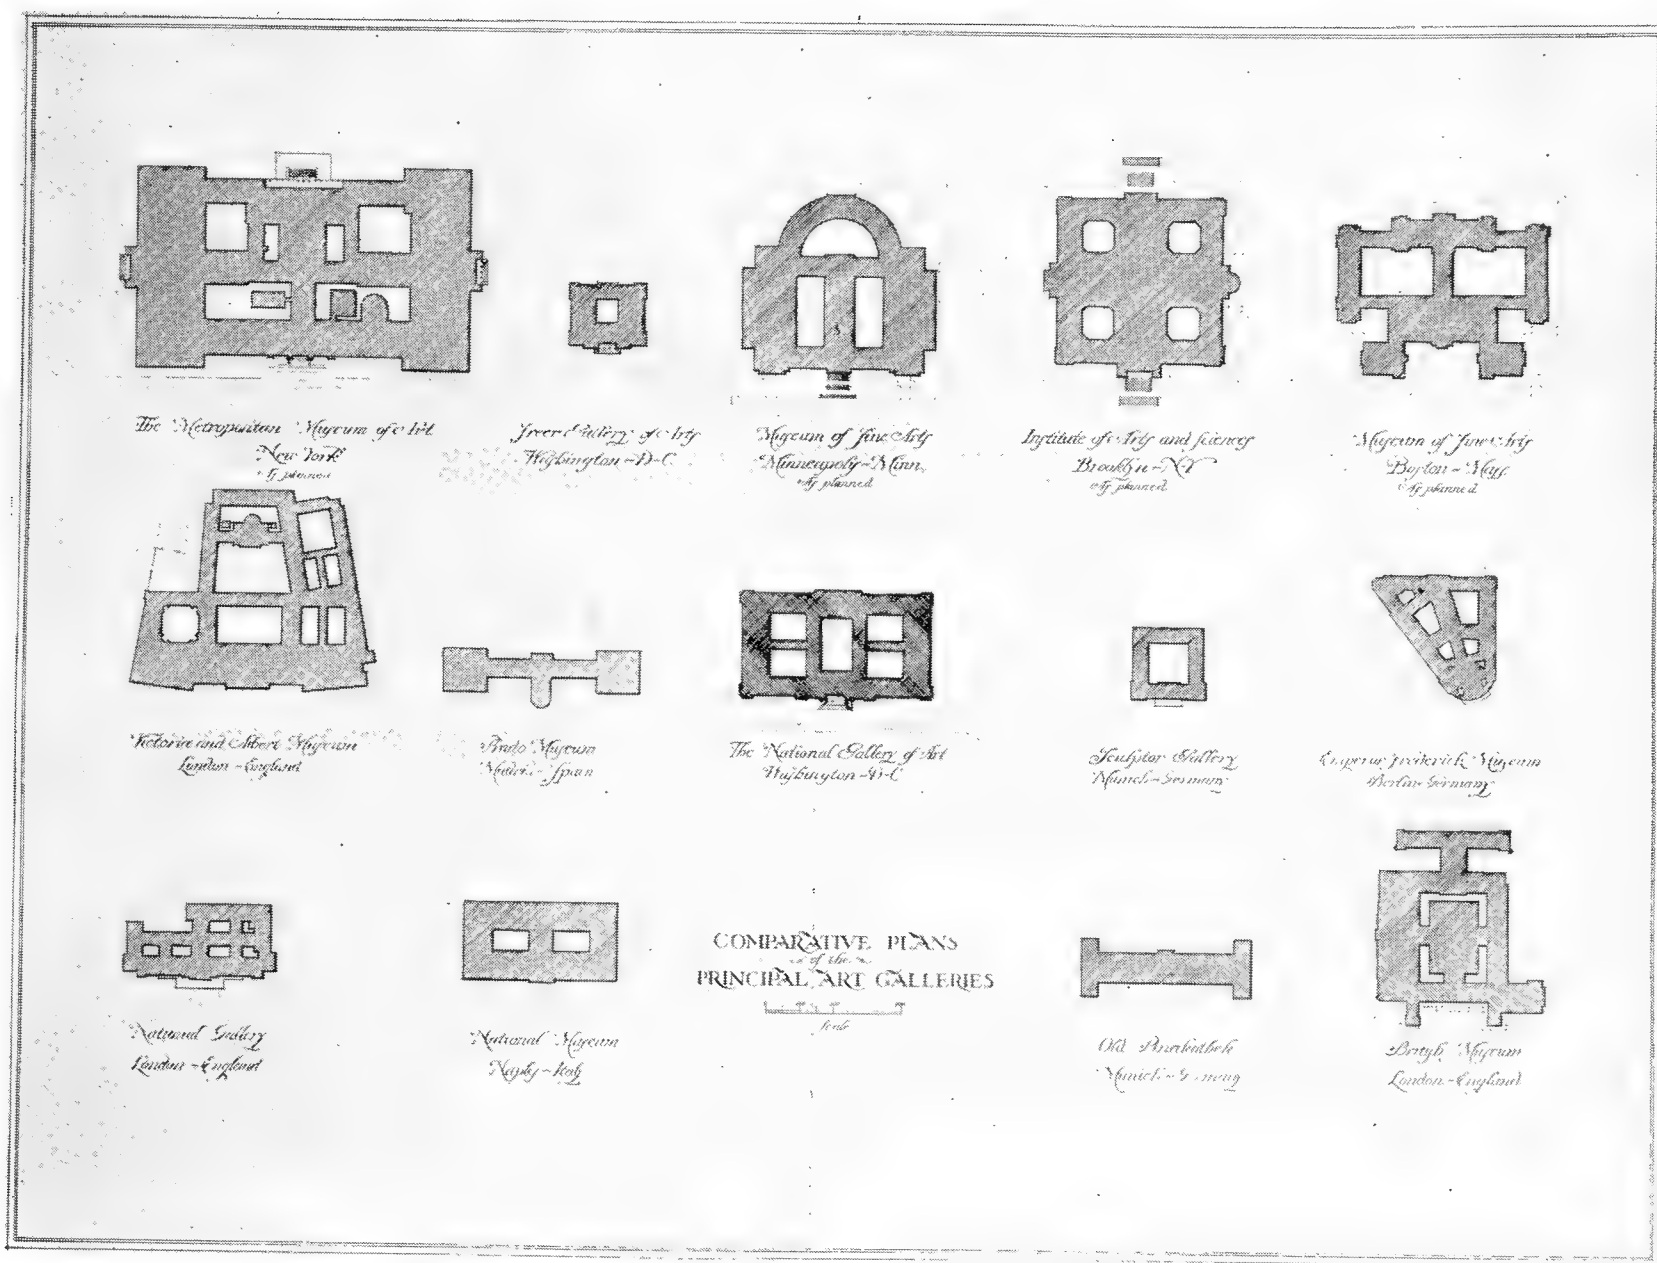 The Metropolitan Museum of Art
New York
As planned
Freer Gallery of Arts
Washington - D-C.
Museum of Fine Arts
Minneapolis - Minn.
As planned
Institute of Arts and Sciences
Brooklyn - N-Y
As planned
Museum of Fine Arts
Boston - Mass
As planned
Victoria and Albert Museum
London - England
Prado Museum
Madrid - Spain
The National Gallery of Art
Washington - D-C
Sculptor Gallery
Munich - Germany
Emperor Frederick Museum
Berlin - Germany
National Gallery
London - England
National Museum
Naples - Italy
COMPARATIVE PLANS
of the
PRINCIPAL ART GALLERIES
Scale
Old Pinakothek
Munich - Germany
British Museum
London - England